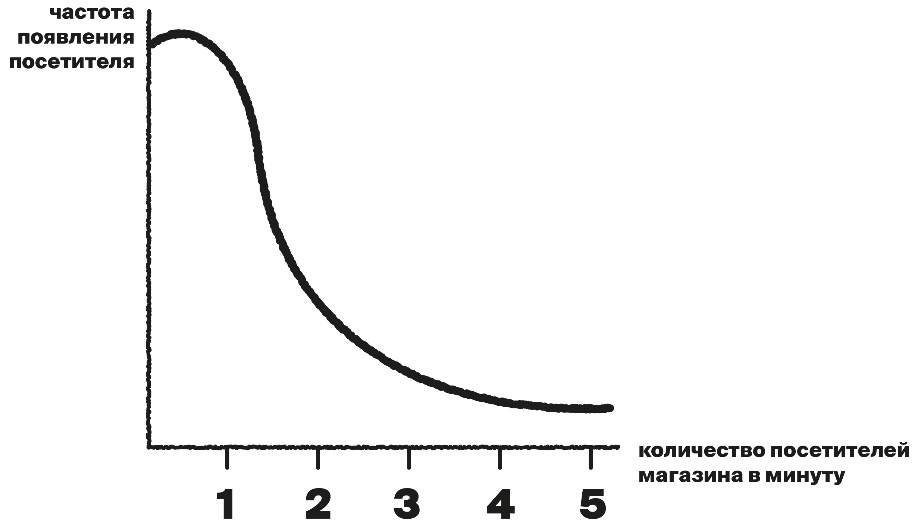 частота
появления
посетителя
количество посетителей
магазина в минуту
1 2 3 4 5